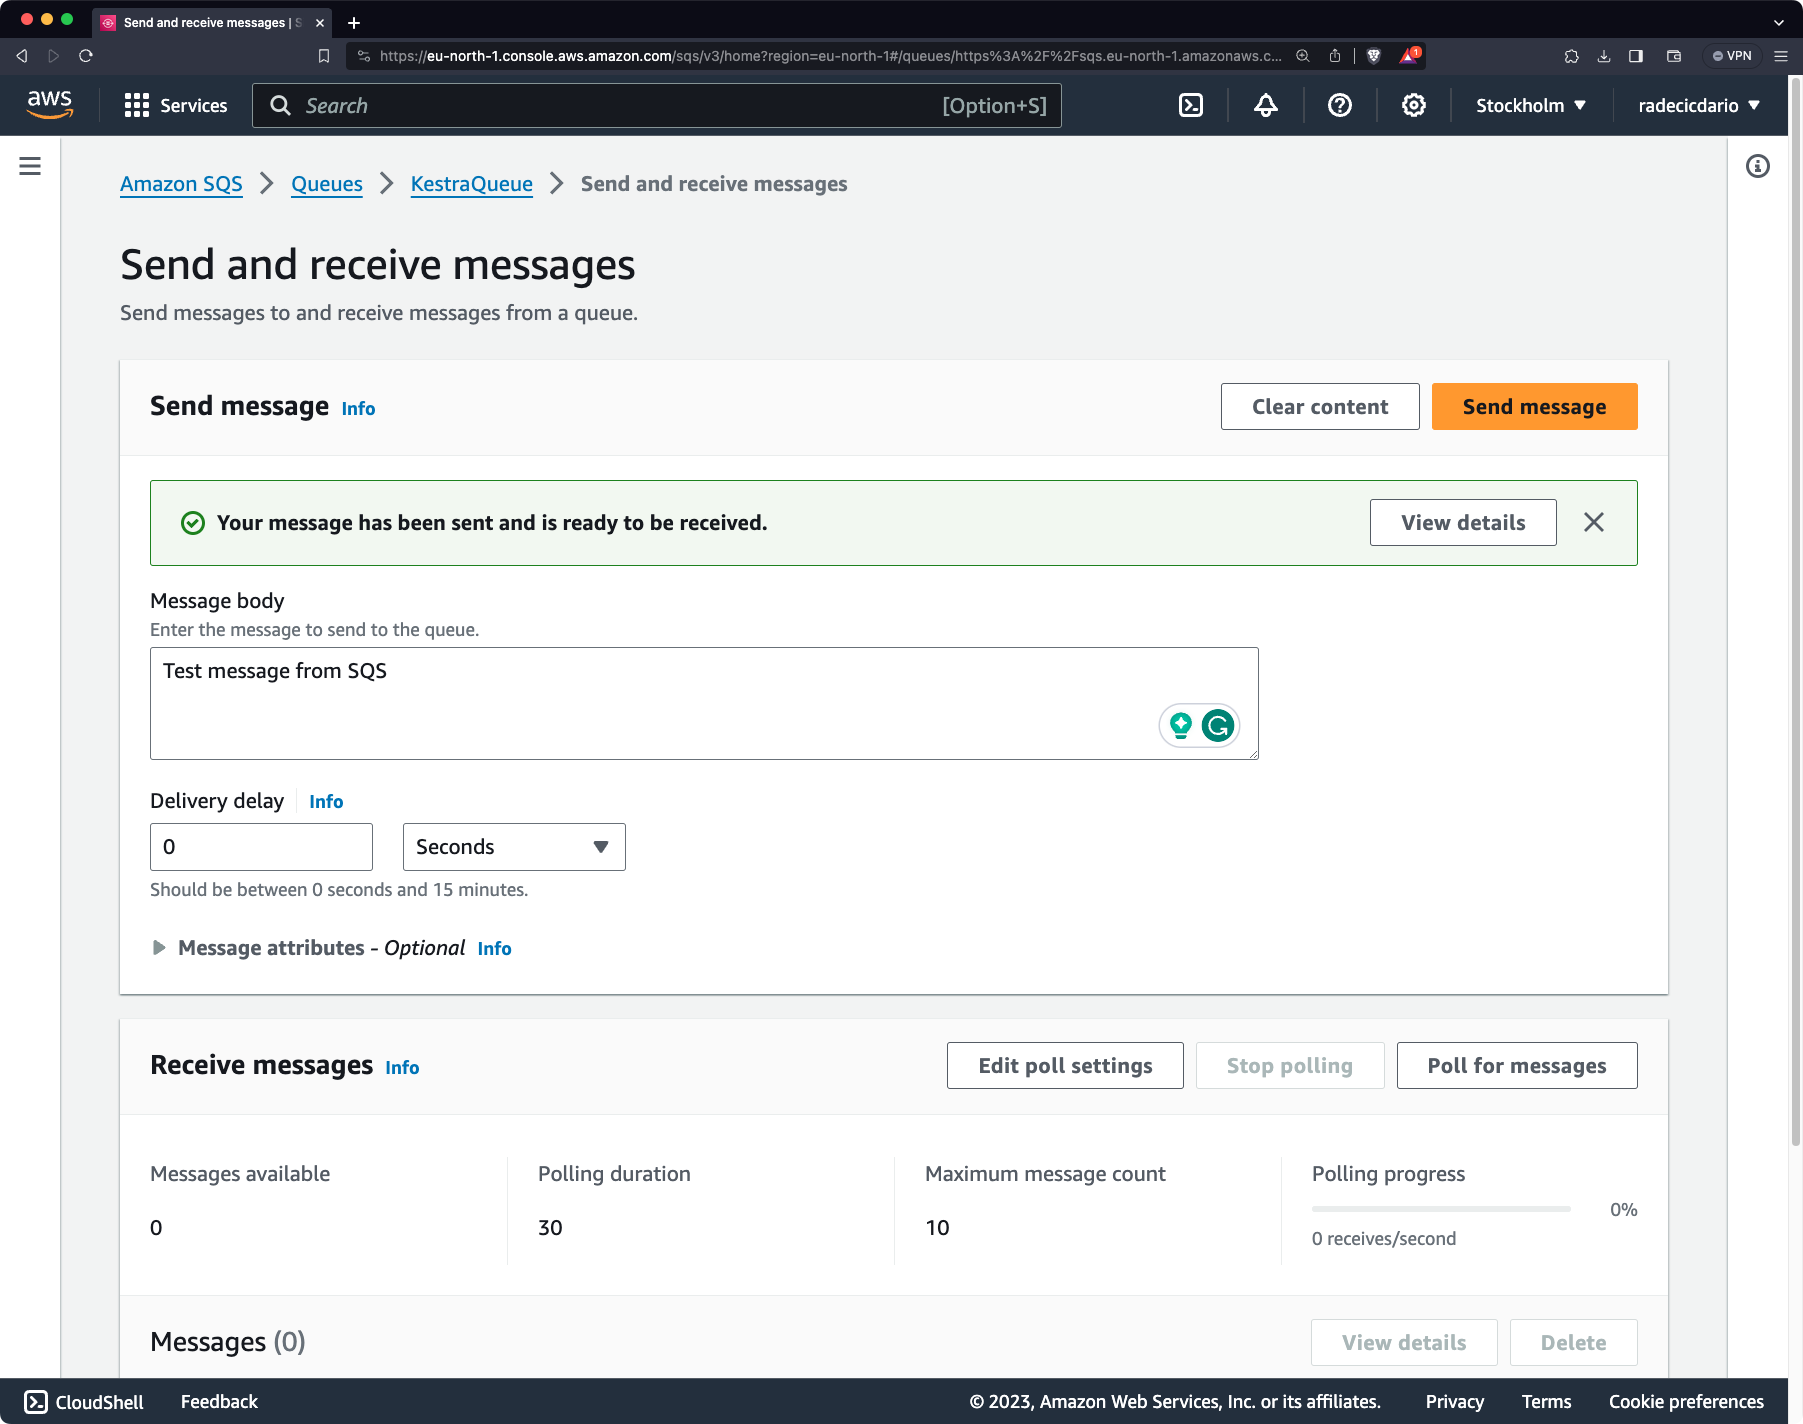 Send and receive messages | S
https://eu-north-1.console.aws.amazon.com/sqs/v3/home?region=eu-north-1#/queues/https%3A%2F%2Fsqs.eu-north-1.amazonaws.c...
1
VPN
aws
Services
Search
[Option+S]
Stockholm
radecicdario
Amazon SQS
Queues
KestraQueue
Send and receive messages
Send and receive messages
Send messages to and receive messages from a queue.
Send message Info
Clear content
Send message
Your message has been sent and is ready to be received.
View details
Message body
Enter the message to send to the queue.
Test message from SQS
Delivery delay
Info
0
Seconds
Should be between 0 seconds and 15 minutes.
Message attributes - Optional Info
Receive messages Info
Edit poll settings
Stop polling
Poll for messages
Messages available
0
Polling duration
30
Maximum message count
10
Polling progress
0%
0 receives/second
Messages (0)
View details
Delete
CloudShell
Feedback
© 2023, Amazon Web Services, Inc. or its affiliates.
Privacy
Terms
Cookie preferences